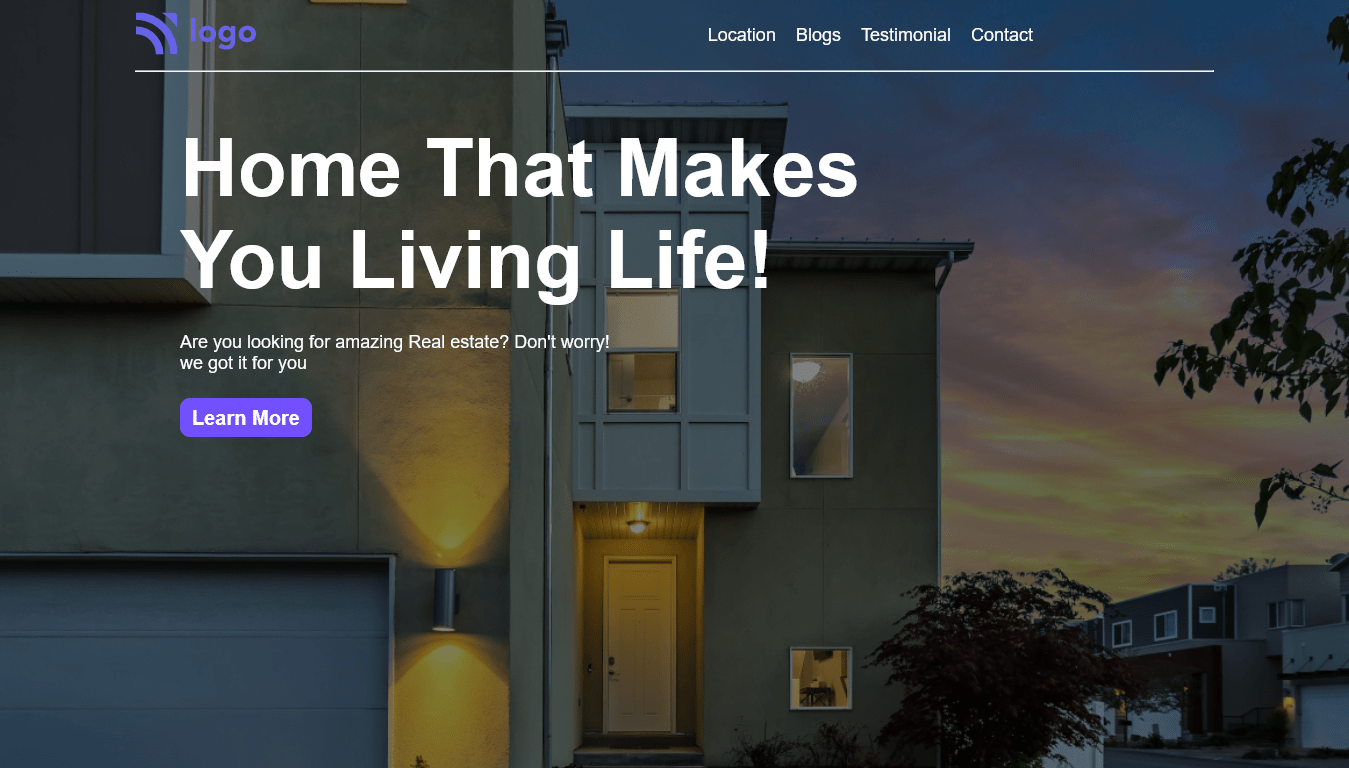 logo
Location Blogs Testimonial Contact
Home That Makes
You Living Life!
Are you looking for amazing Real estate? Don't worry!
we got it for you
Learn More